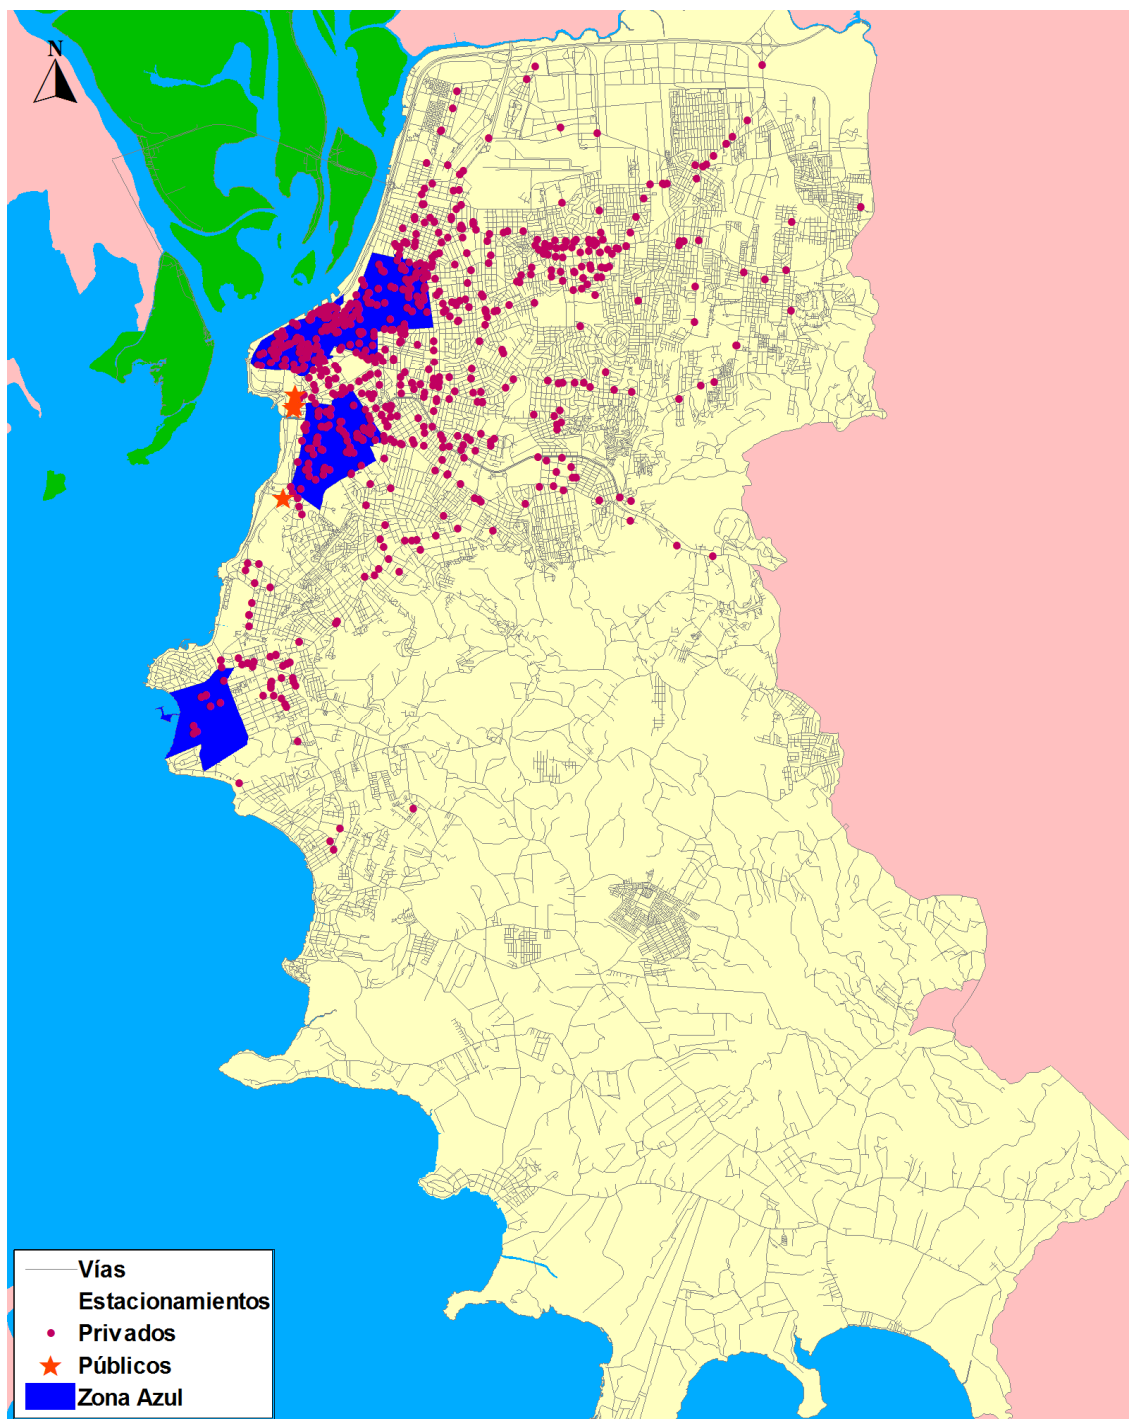 N
Vías
Estacionamientos
Privados
Públicos
Zona Azul